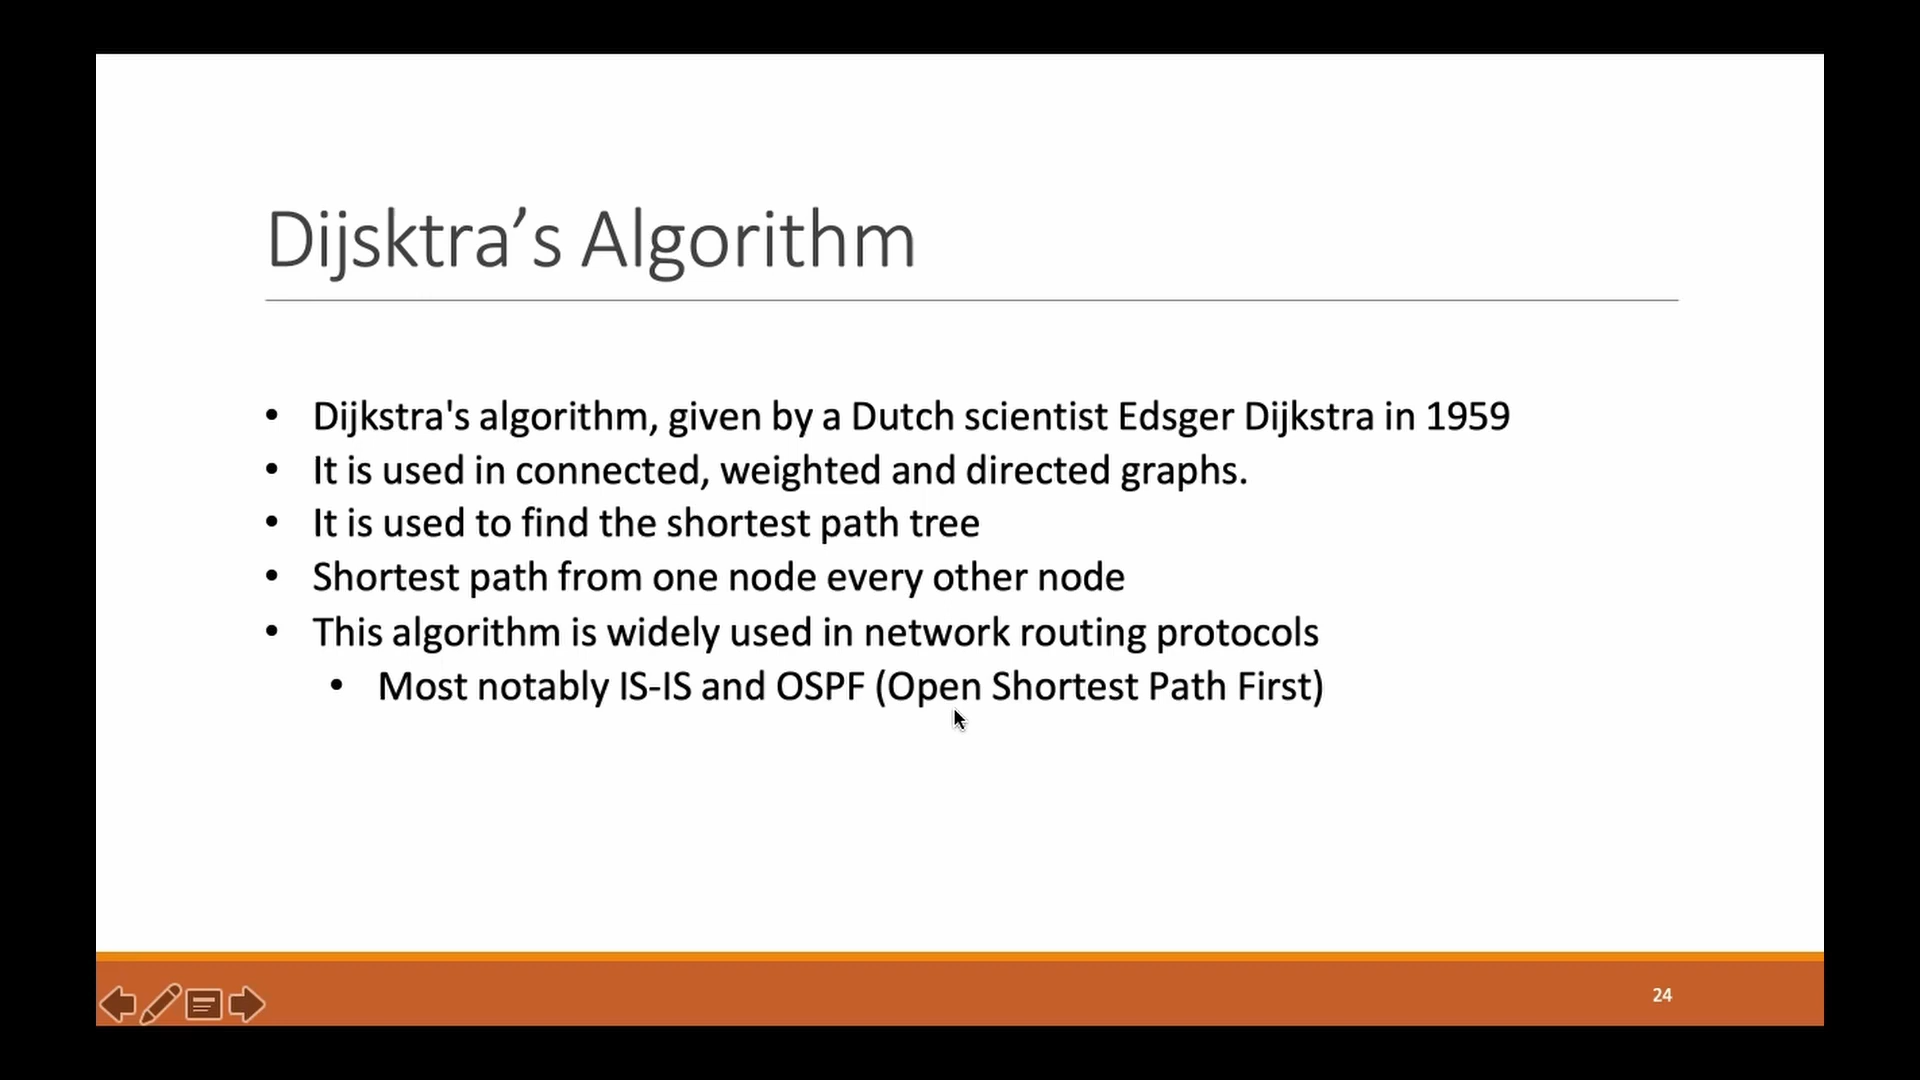 Dijsktra’s Algorithm
• Dijkstra's algorithm, given by a Dutch scientist Edsger Dijkstra in 1959
• It is used in connected, weighted and directed graphs.
• It is used to find the shortest path tree
• Shortest path from one node every other node
• This algorithm is widely used in network routing protocols
• Most notably IS-IS and OSPF (Open Shortest Path First)
24